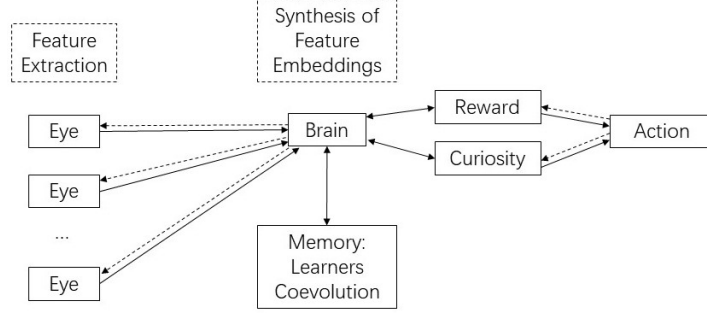 Feature
Extraction
Synthesis of
Feature
Embeddings
Eye
Eye
...
Eye
Brain
Memory:
Learners
Coevolution
Reward
Curiosity
Action